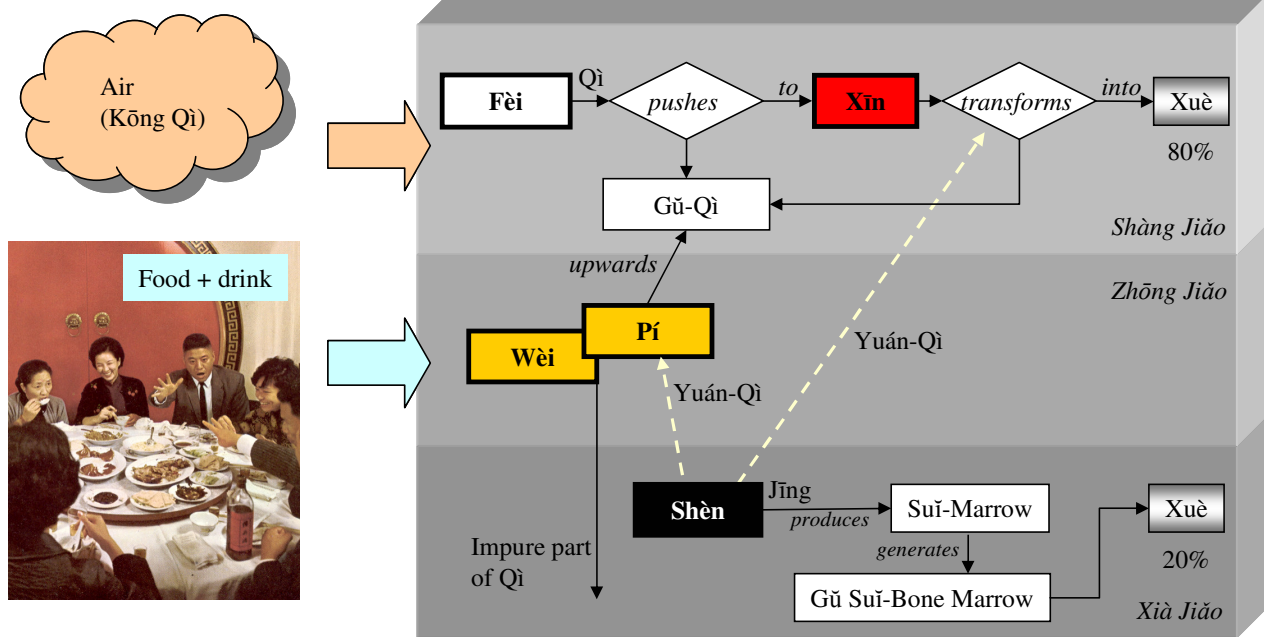 Air
(Kōng Qì)
Fèi
Qì
pushes
to
Xīn
transforms
into
Xuè
80%
Gŭ-Qì
Shàng Jiăo
upwards
Zhōng Jiăo
Food + drink
Pí
Wèi
Yuán-Qì
Yuán-Qì
Shèn
Jīng
produces
Suĭ-Marrow
Xuè
generates
20%
Impure part
of Qì
Gŭ Suĭ-Bone Marrow
Xià Jiăo